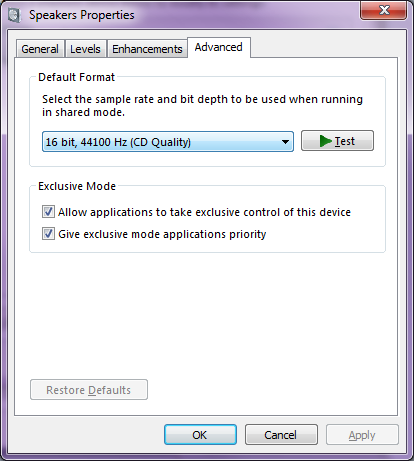 Speakers Properties
General Levels Enhancements Advanced
Default Format
Select the sample rate and bit depth to be used when running
in shared mode.
16 bit, 44100 Hz (CD Quality) Test
Exclusive Mode
Allow applications to take exclusive control of this device
Give exclusive mode applications priority
Restore Defaults
OK Cancel Apply